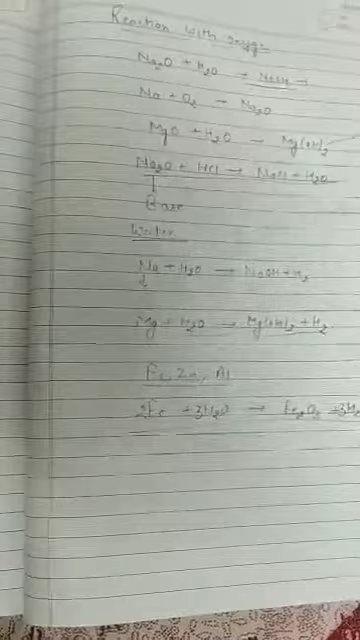 Reaction with oxygen
Na2O + H2O → NaOH
Na + O2 → Na2O
MgO + H2O → Mg(OH)2
Na2O + HCl → NaCl + H2O
Base
Water
Na + H2O → NaOH + H2
Mg + H2O → Mg(OH)2 + H2
Fe, Zn, Al
2Fe + 3H2O → Fe2O3 + 3H2